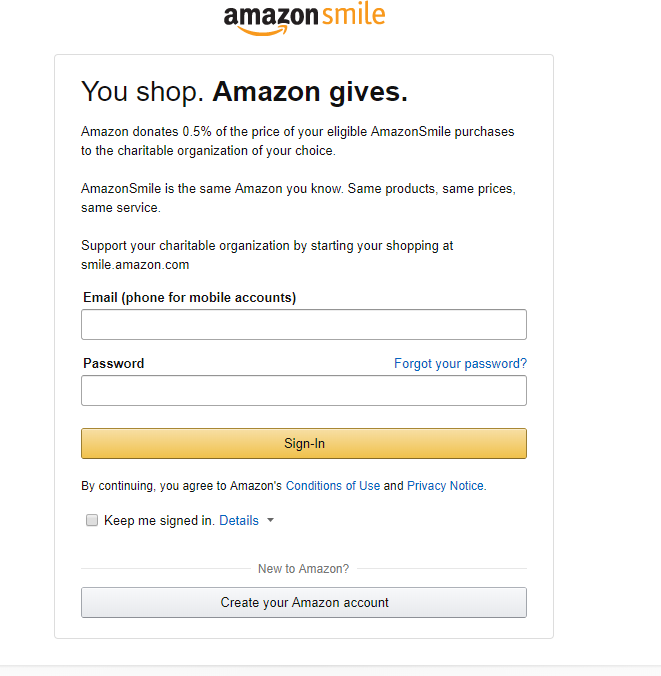 amazonsmile
You shop. Amazon gives.
Amazon donates 0.5% of the price of your eligible AmazonSmile purchases
to the charitable organization of your choice.
AmazonSmile is the same Amazon you know. Same products, same prices,
same service.
Support your charitable organization by starting your shopping at
smile.amazon.com
Email (phone for mobile accounts)
Password Forgot your password?
Sign-In
By continuing, you agree to Amazon's Conditions of Use and Privacy Notice.
Keep me signed in. Details
New to Amazon?
Create your Amazon account